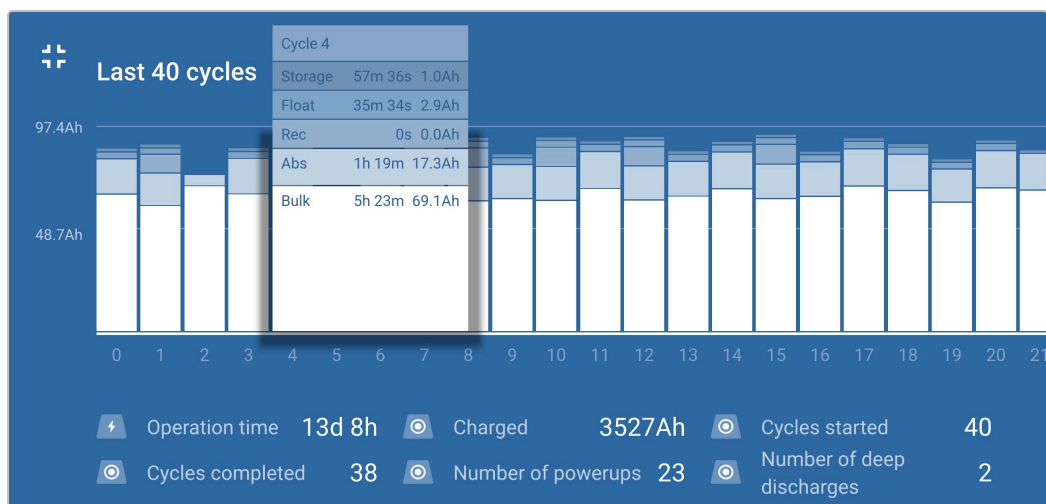 Cycle 4
Last 40 cycles
Storage 57m 36s 1.0Ah
Float 35m 34s 2.9Ah
97.4Ah
Rec 0s 0.0Ah
Abs 1h 19m 17.3Ah
Bulk 5h 23m 69.1Ah
48.7Ah
0 1 2 3 4 5 6 7 8 9 10 11 12 13 14 15 16 17 18 19 20 21
Operation time 13d 8h Charged 3527Ah Cycles started 40
Cycles completed 38 Number of powerups 23 Number of deep discharges 2